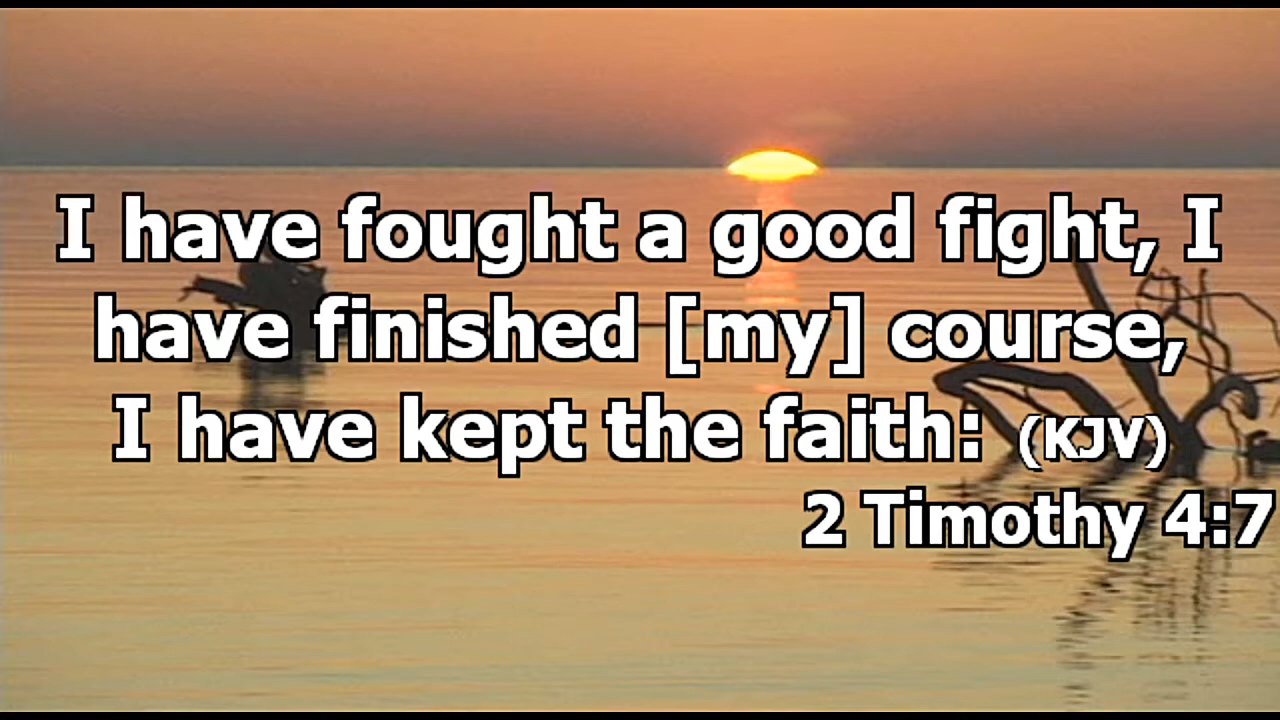 I have fought a good fight, I
have finished [my] course,
I have kept the faith: (KJV)
2 Timothy 4:7